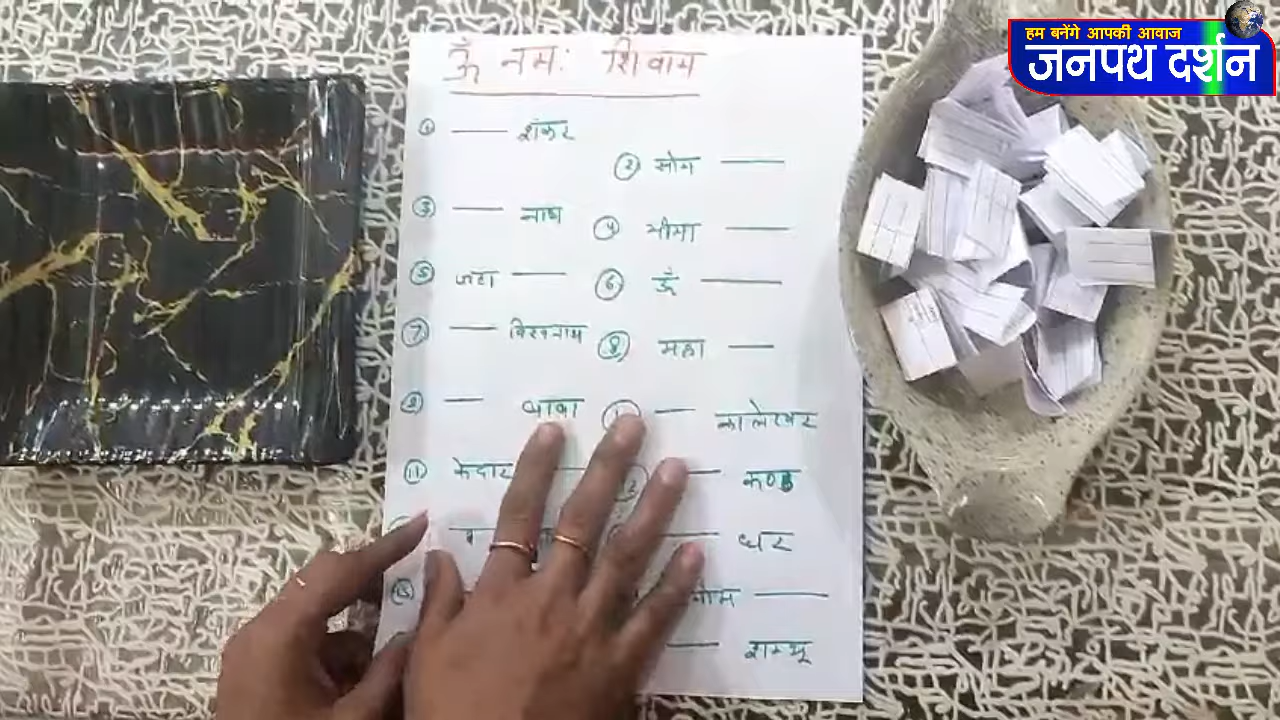 हम बनेंगे आपकी आवाज
जनपथ दर्शन
ॐ नमः शिवाय
① —— शंकर
② सोम ——
③ —— नाथ
④ भीमा ——
⑤ जटा ——
⑥ ॐ ——
⑦ —— विश्वनाथ
⑧ महा ——
⑨ —— बाबा
—— कालेश्वर
⑪ केदार ——
—— कण्ठ
—— धर
⑮
——
—— शम्भू